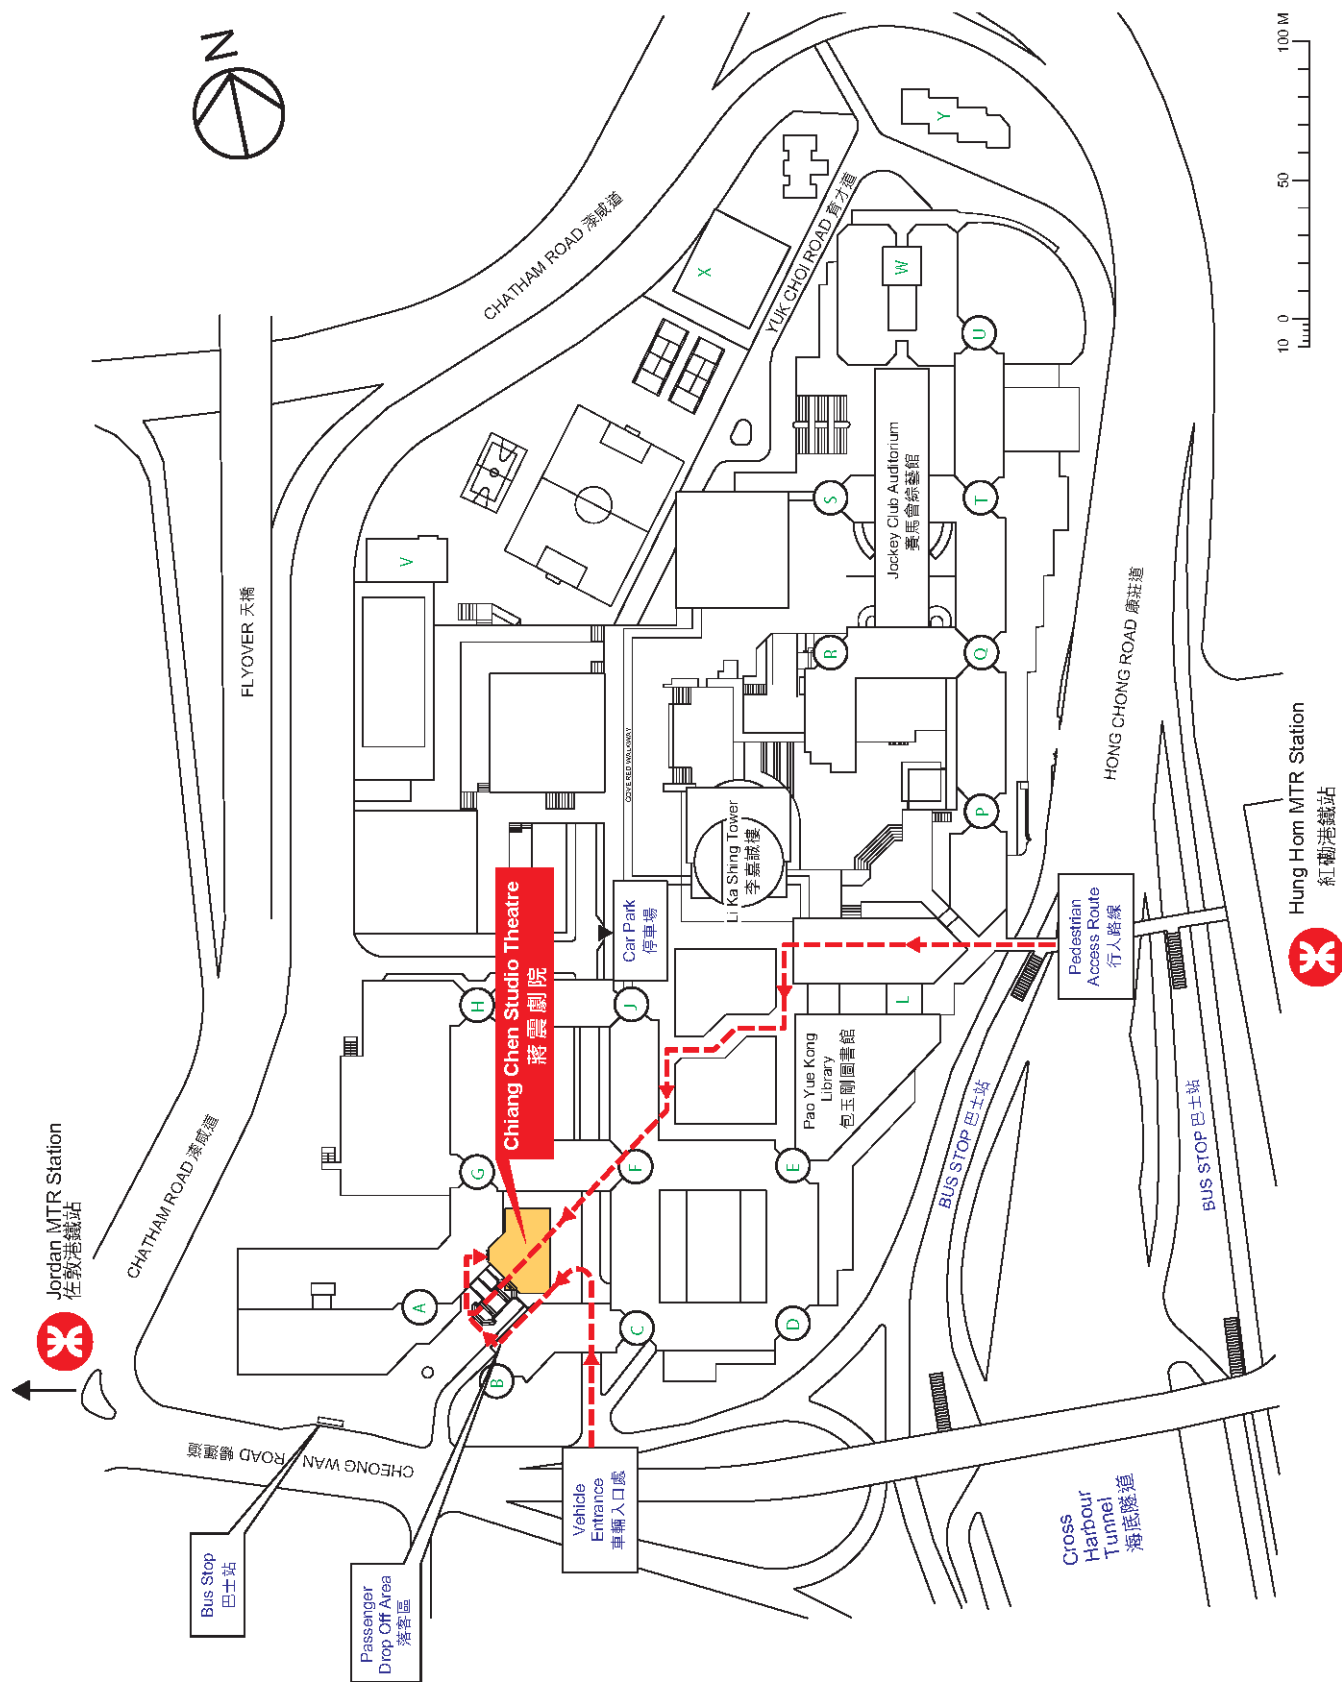 N
Jordan MTR Station
佐敦港鐵站
CHATHAM ROAD 漆咸道
FLYOVER 天橋
CHATHAM ROAD 漆咸道
CHEONG WAN ROAD 暢運道
Bus Stop
巴士站
Passenger
Drop Off Area
落客區
Vehicle
Entrance
車輛入口處
Chiang Chen Studio Theatre
蔣震劇院
Car Park
停車場
COVERED WALKWAY
YUK CHOI ROAD 育才道
Li Ka Shing Tower
李嘉誠樓
Jockey Club Auditorium
賽馬會綜藝館
Pao Yue Kong
Library
包玉剛圖書館
Pedestrian
Access Route
行人路線
HONG CHONG ROAD 康莊道
BUS STOP 巴士站
BUS STOP 巴士站
Cross
Harbour
Tunnel
海底隧道
Hung Hom MTR Station
紅磡港鐵站
A
B
C
D
E
F
G
H
J
L
P
Q
R
S
T
U
V
W
X
Y
10 0 50 100 M